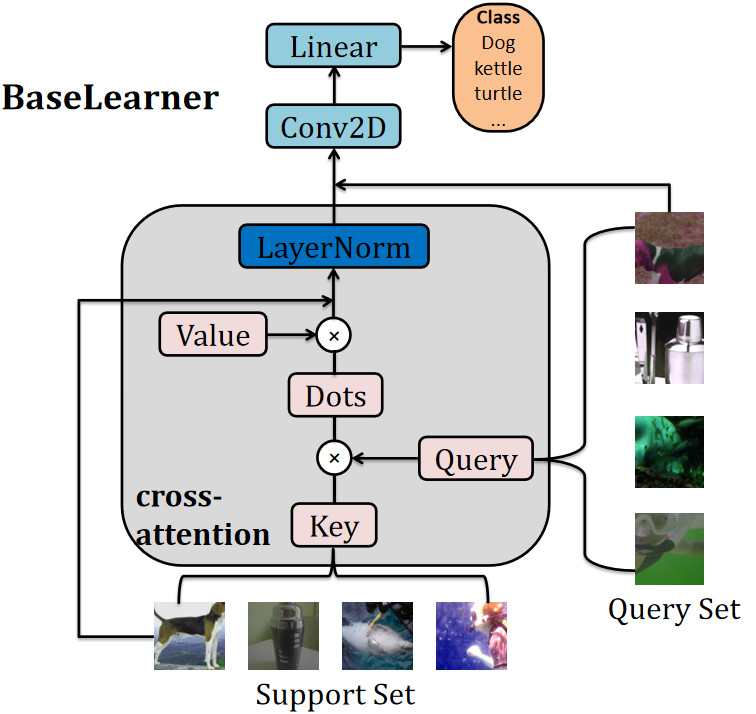 Linear
Class
Dog
kettle
turtle
...
BaseLearner
Conv2D
LayerNorm
Value
Dots
Query
cross-
attention
Key
Query Set
Support Set